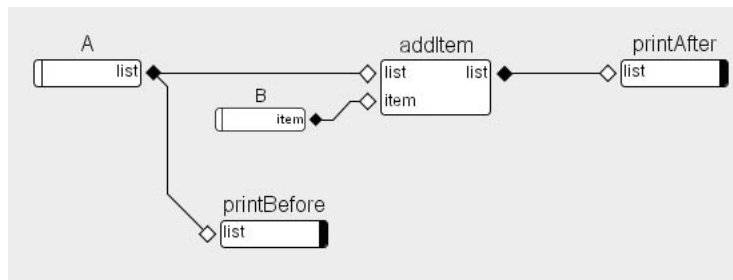 A
list
B
item
addItem
list list
item
printAfter
list
printBefore
list